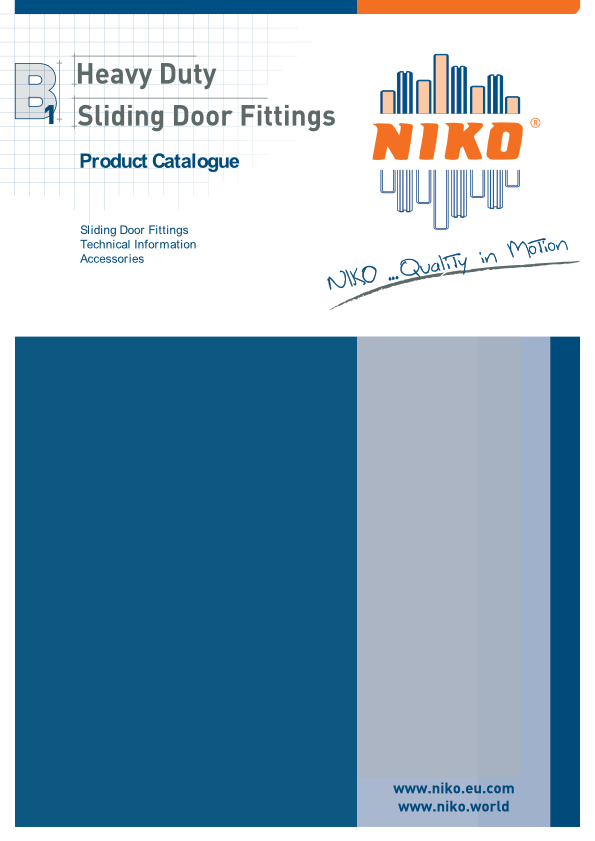 B1
Heavy Duty
Sliding Door Fittings
Product Catalogue
Sliding Door Fittings
Technical Information
Accessories
NIKO®
NIKO ...Quality in Motion
www.niko.eu.com
www.niko.world